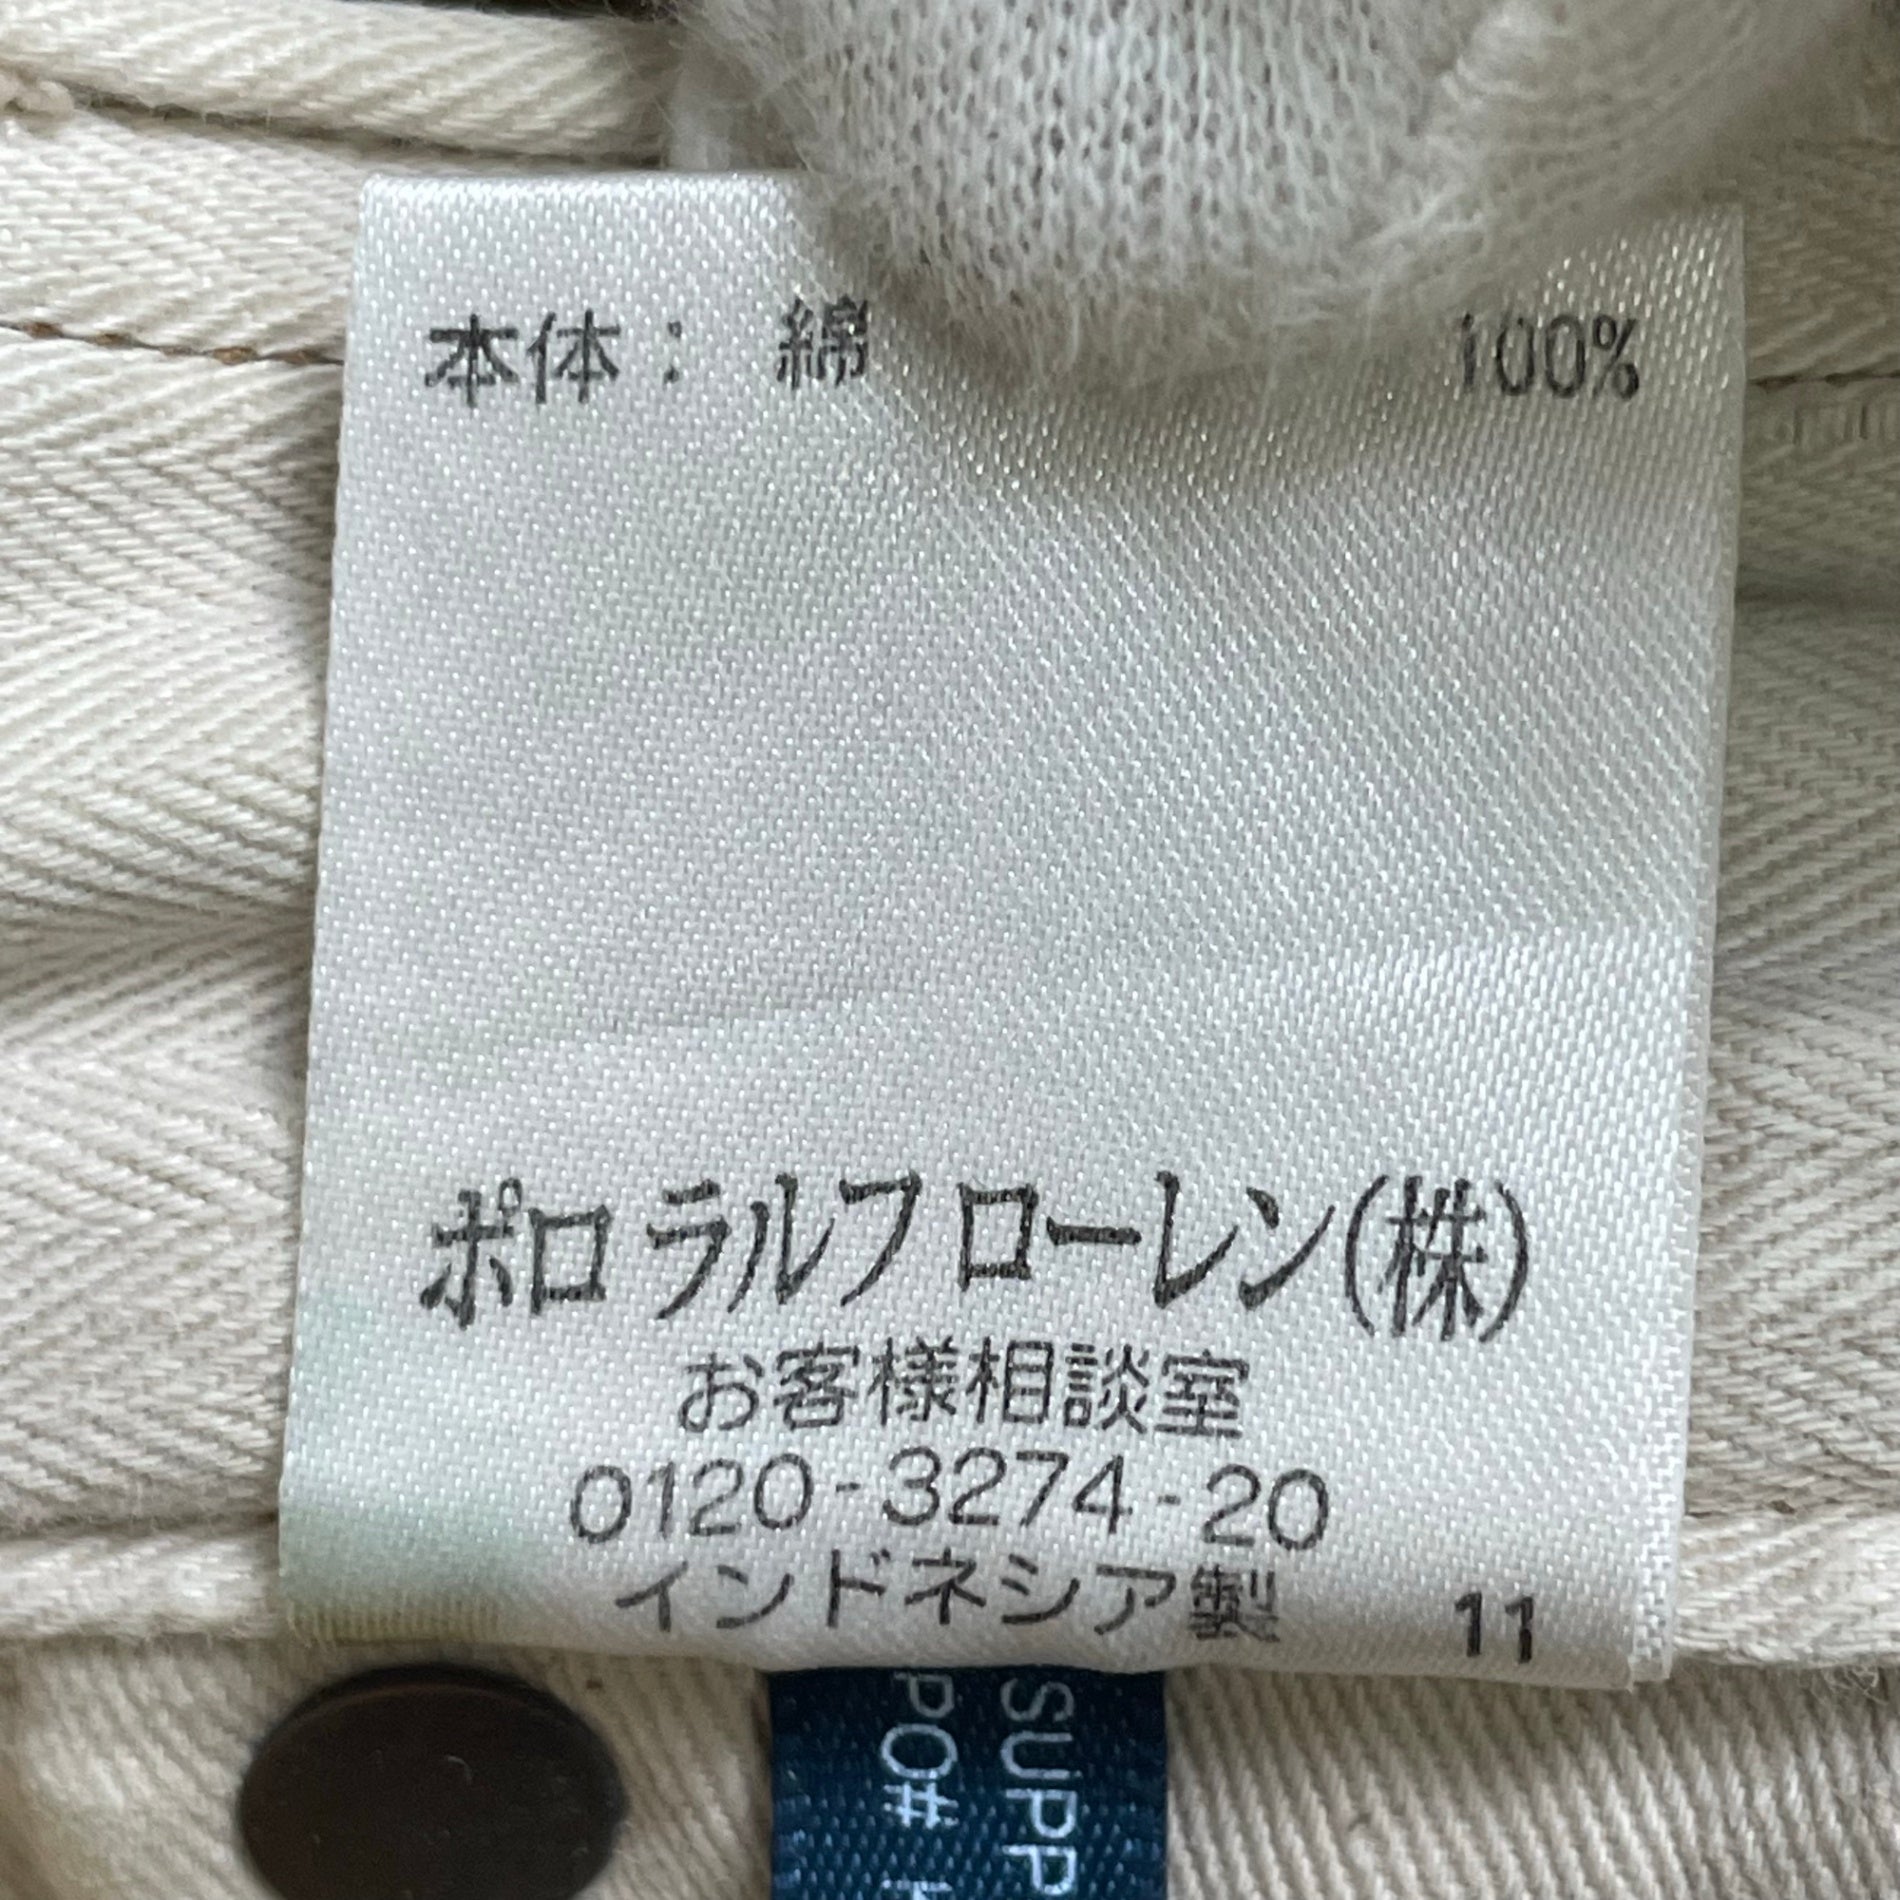 本体： 綿 100%
ポロ ラルフ ローレン(株)
お客様相談室
0120-3274-20
インドネシア製 11
SUPP
PO#